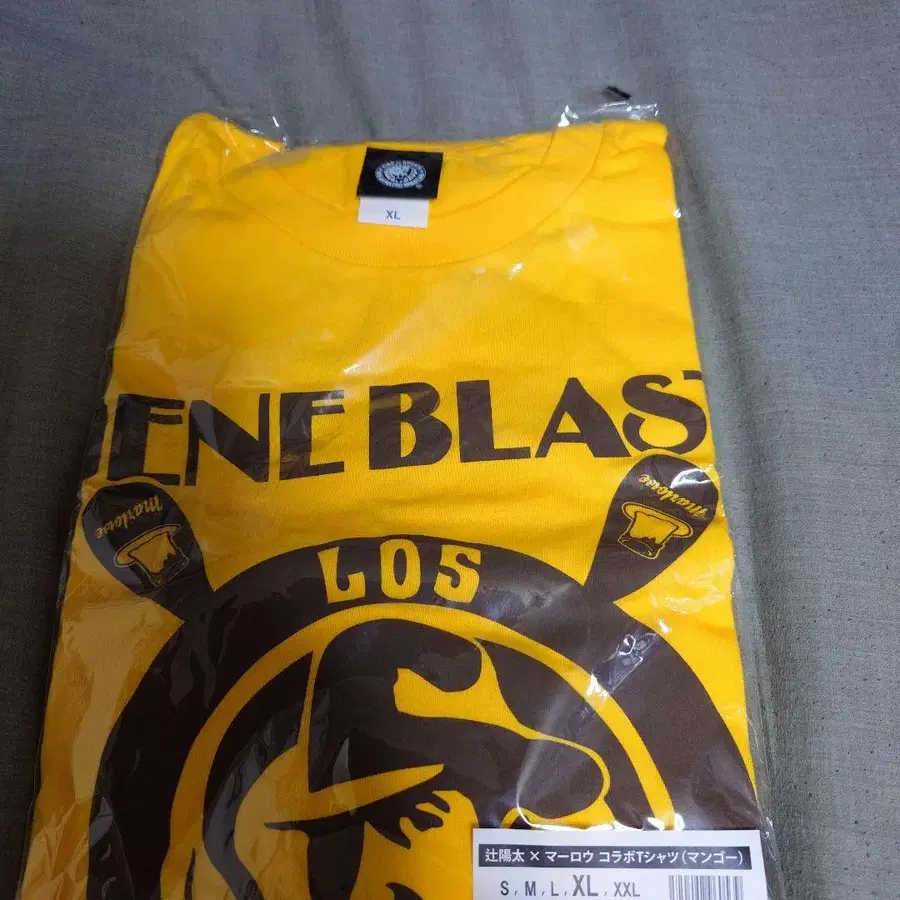 XL
ENE BLAS
marlowe
marlowe
LOS
辻陽太 × マーロウ コラボTシャツ(マンゴー)
S , M , L , XL , XXL